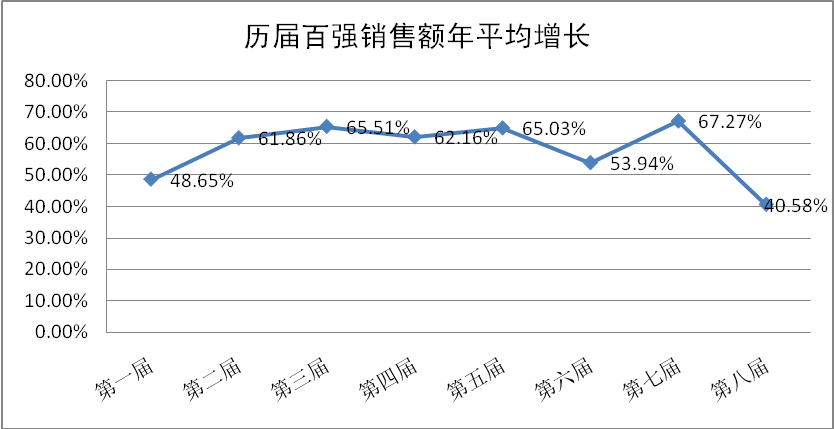 历届百强销售额年平均增长
80.00%
70.00%
60.00%
50.00%
40.00%
30.00%
20.00%
10.00%
0.00%
48.65%
61.86%
65.51%
62.16%
65.03%
53.94%
67.27%
40.58%
第一届
第二届
第三届
第四届
第五届
第六届
第七届
第八届